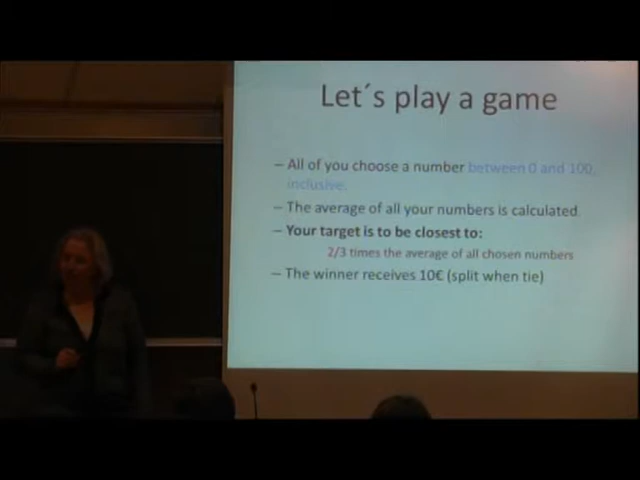 Let´s play a game
– All of you choose a number between 0 and 100,
inclusive.
– The average of all your numbers is calculated
– Your target is to be closest to:
2/3 times the average of all chosen numbers
– The winner receives 10€ (split when tie)